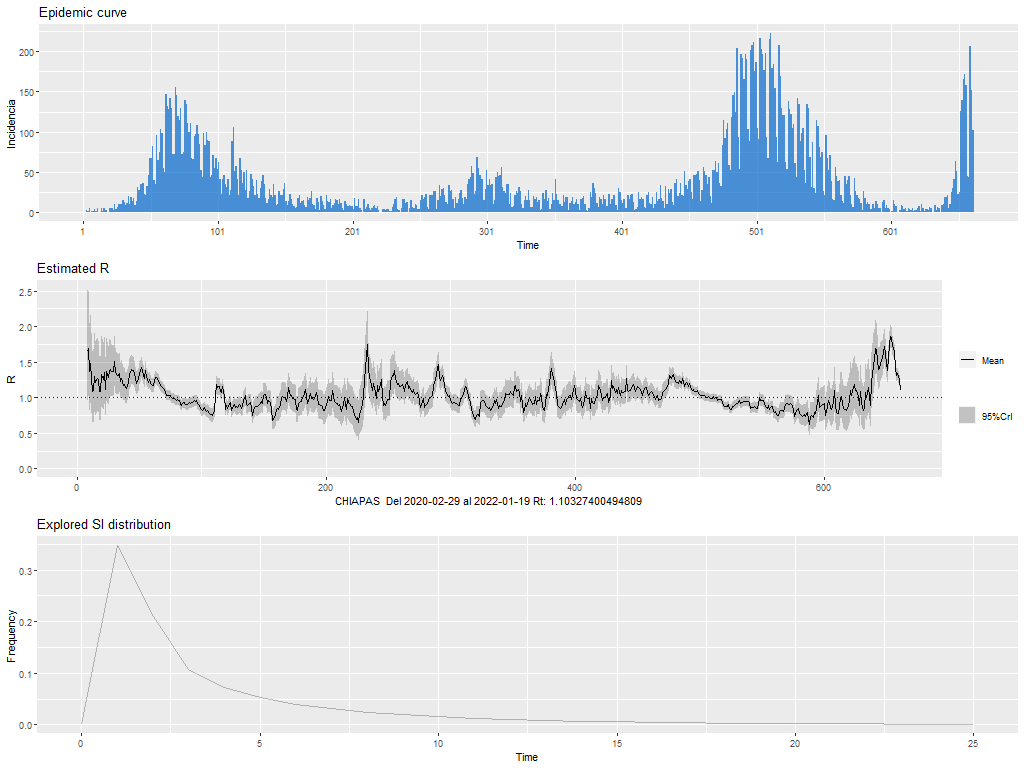 Epidemic curve
Incidencia
200
150
100
50
0
1 101 201 301 401 501 601
Time
Estimated R
R
2.5
2.0
1.5
1.0
0.5
0.0
0 200 400 600
CHIAPAS Del 2020-02-29 al 2022-01-19 Rt: 1.10327400494809
Mean
95%CrI
Explored SI distribution
Frequency
0.3
0.2
0.1
0.0
0 5 10 15 20 25
Time